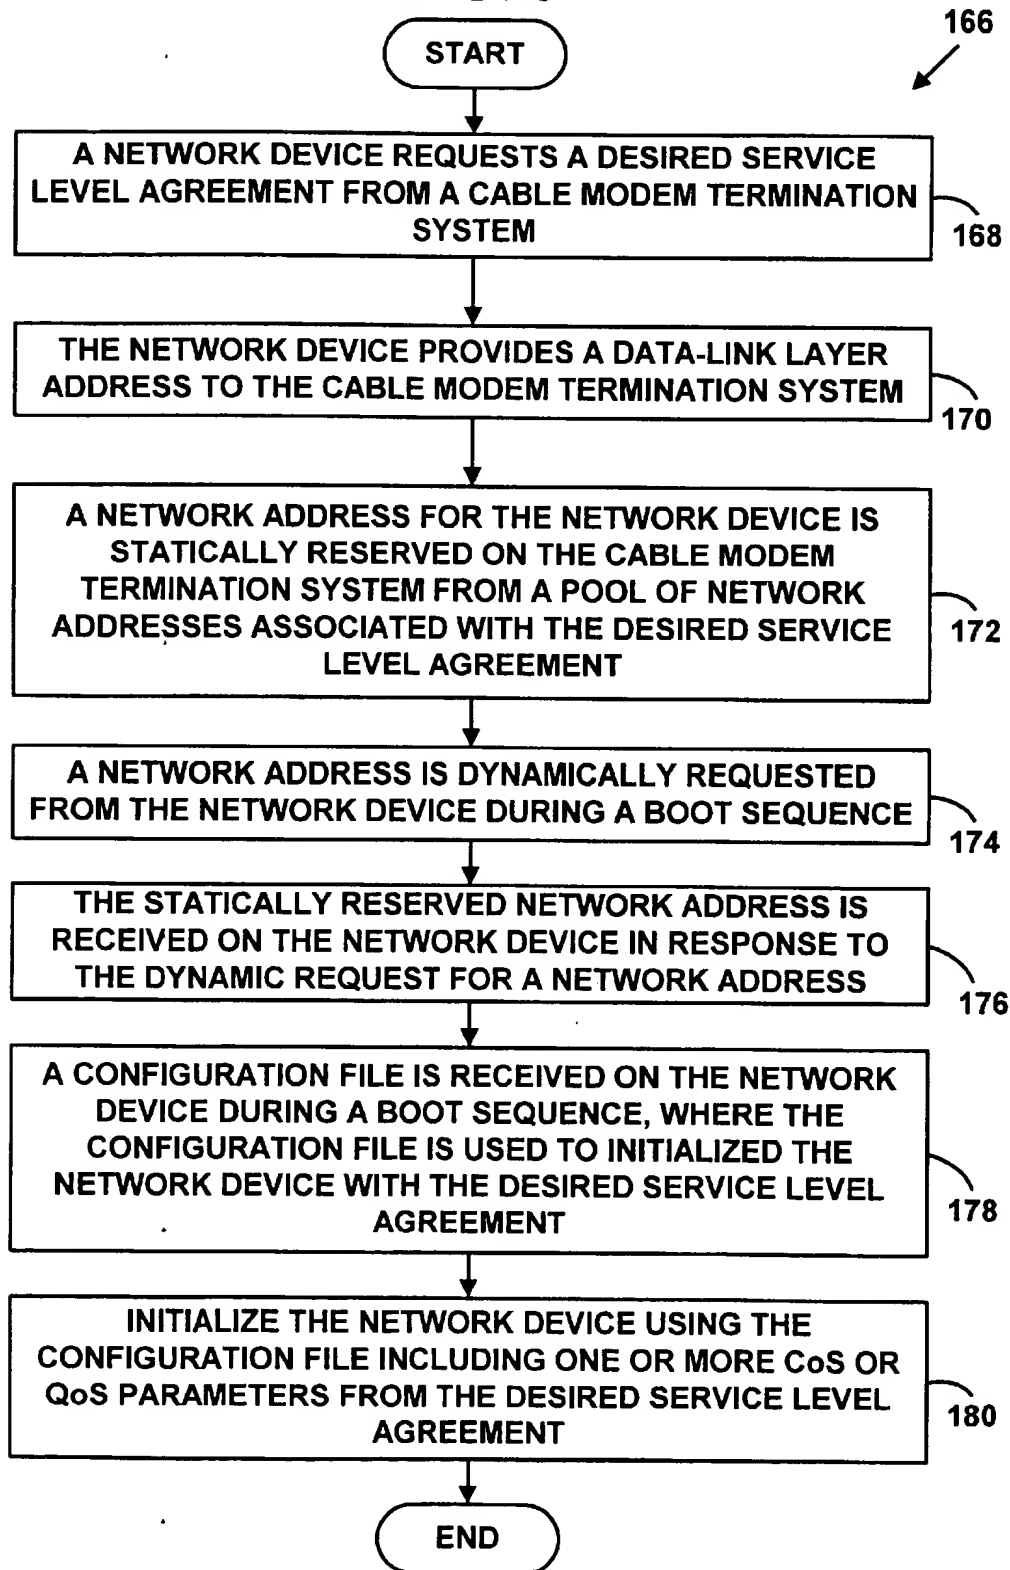 166
START
A NETWORK DEVICE REQUESTS A DESIRED SERVICE
LEVEL AGREEMENT FROM A CABLE MODEM TERMINATION
SYSTEM
168
THE NETWORK DEVICE PROVIDES A DATA-LINK LAYER
ADDRESS TO THE CABLE MODEM TERMINATION SYSTEM
170
A NETWORK ADDRESS FOR THE NETWORK DEVICE IS
STATICALLY RESERVED ON THE CABLE MODEM
TERMINATION SYSTEM FROM A POOL OF NETWORK
ADDRESSES ASSOCIATED WITH THE DESIRED SERVICE
LEVEL AGREEMENT
172
A NETWORK ADDRESS IS DYNAMICALLY REQUESTED
FROM THE NETWORK DEVICE DURING A BOOT SEQUENCE
174
THE STATICALLY RESERVED NETWORK ADDRESS IS
RECEIVED ON THE NETWORK DEVICE IN RESPONSE TO
THE DYNAMIC REQUEST FOR A NETWORK ADDRESS
176
A CONFIGURATION FILE IS RECEIVED ON THE NETWORK
DEVICE DURING A BOOT SEQUENCE, WHERE THE
CONFIGURATION FILE IS USED TO INITIALIZED THE
NETWORK DEVICE WITH THE DESIRED SERVICE LEVEL
AGREEMENT
178
INITIALIZE THE NETWORK DEVICE USING THE
CONFIGURATION FILE INCLUDING ONE OR MORE CoS OR
QoS PARAMETERS FROM THE DESIRED SERVICE LEVEL
AGREEMENT
180
END